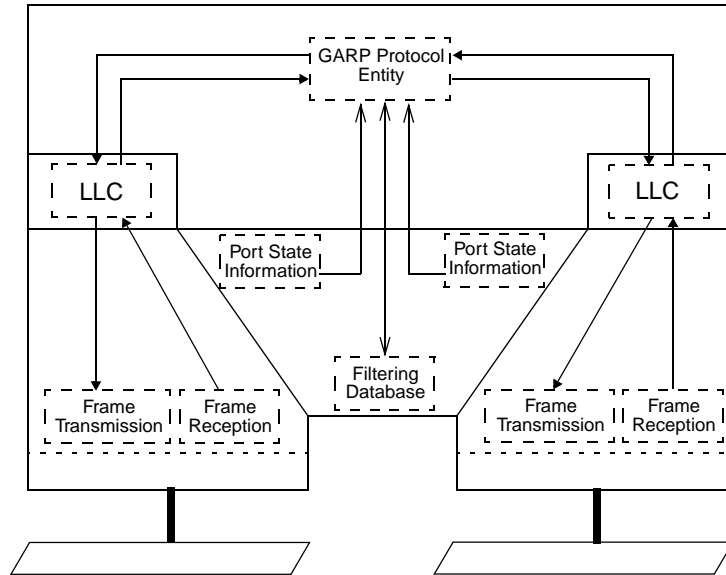 GARP Protocol
Entity
LLC
LLC
Port State
Information
Port State
Information
Filtering
Database
Frame
Transmission
Frame
Reception
Frame
Transmission
Frame
Reception